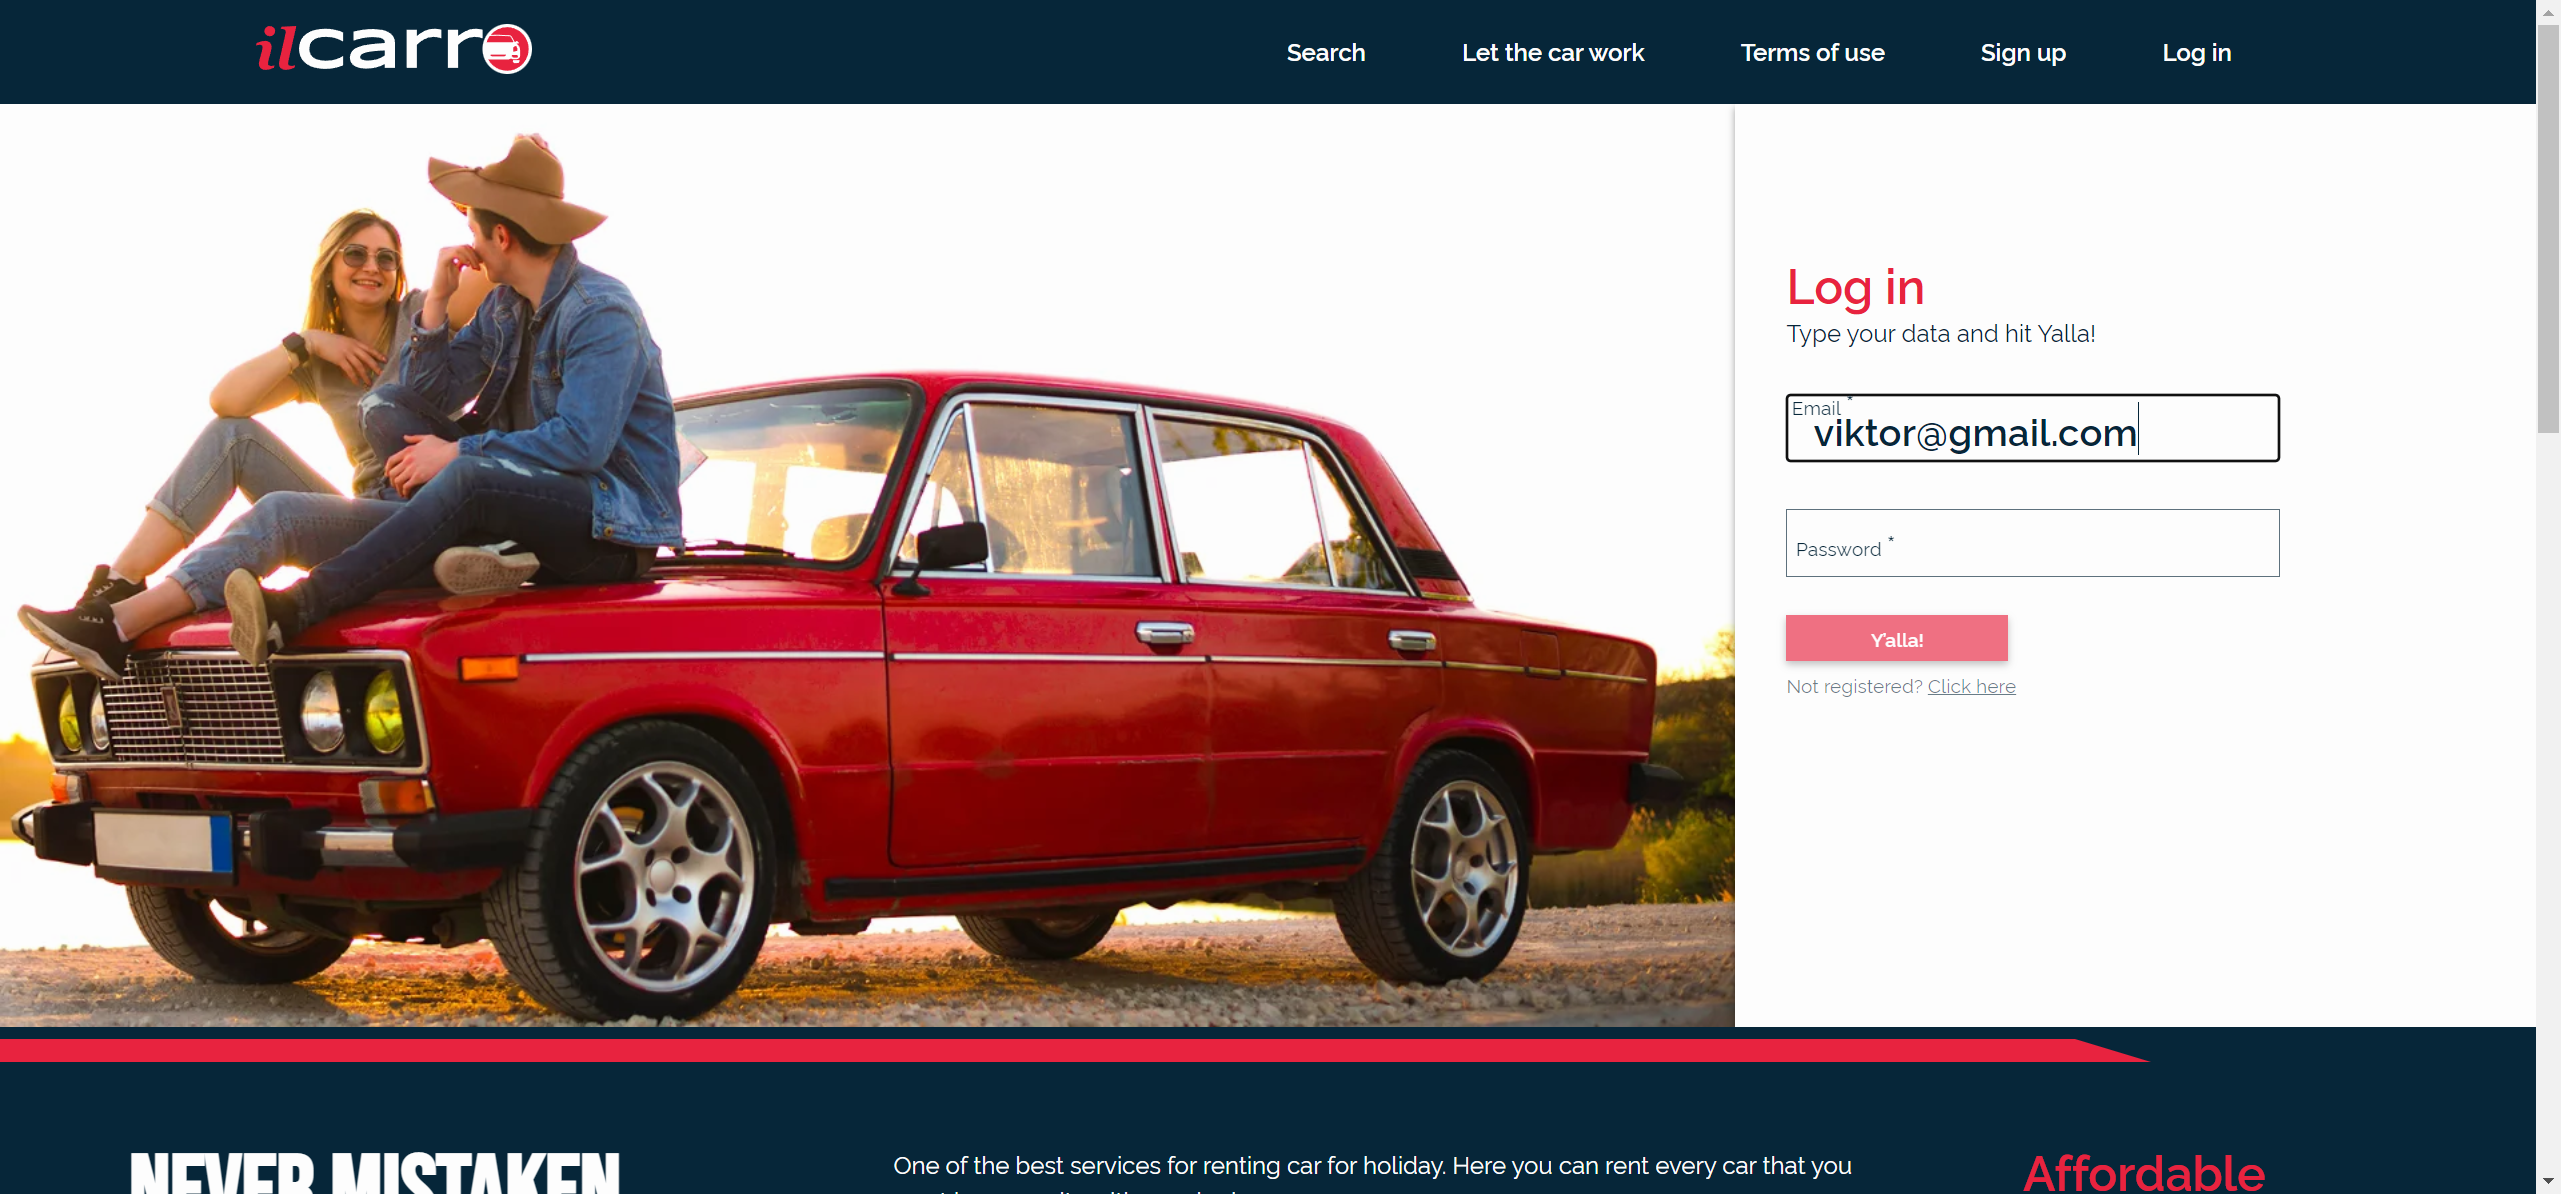 ilcarro
Search Let the car work Terms of use Sign up Log in
Log in
Type your data and hit Yalla!
Email *
viktor@gmail.com
Password *
Y'alla!
Not registered? Click here
NEVER MISTAKEN
One of the best services for renting car for holiday. Here you can rent every car that you
Affordable